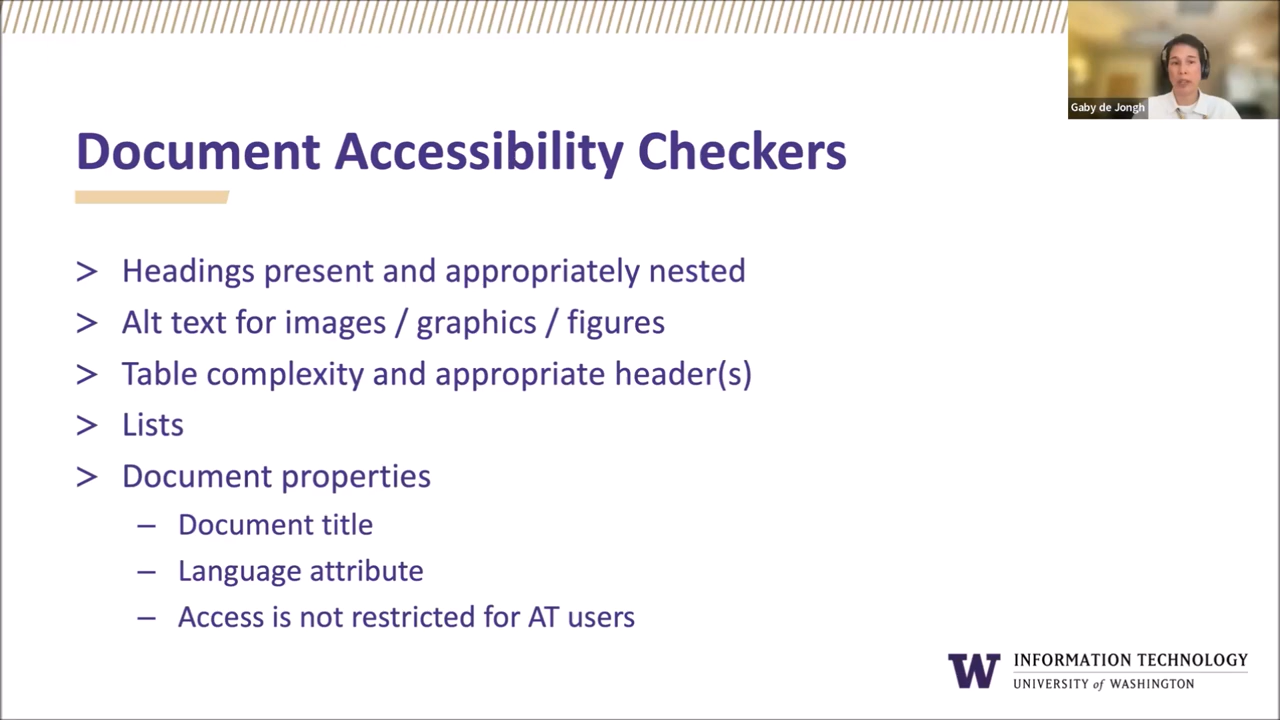 Gaby de Jongh
Document Accessibility Checkers
> Headings present and appropriately nested
> Alt text for images / graphics / figures
> Table complexity and appropriate header(s)
> Lists
> Document properties
– Document title
– Language attribute
– Access is not restricted for AT users
W INFORMATION TECHNOLOGY
UNIVERSITY of WASHINGTON